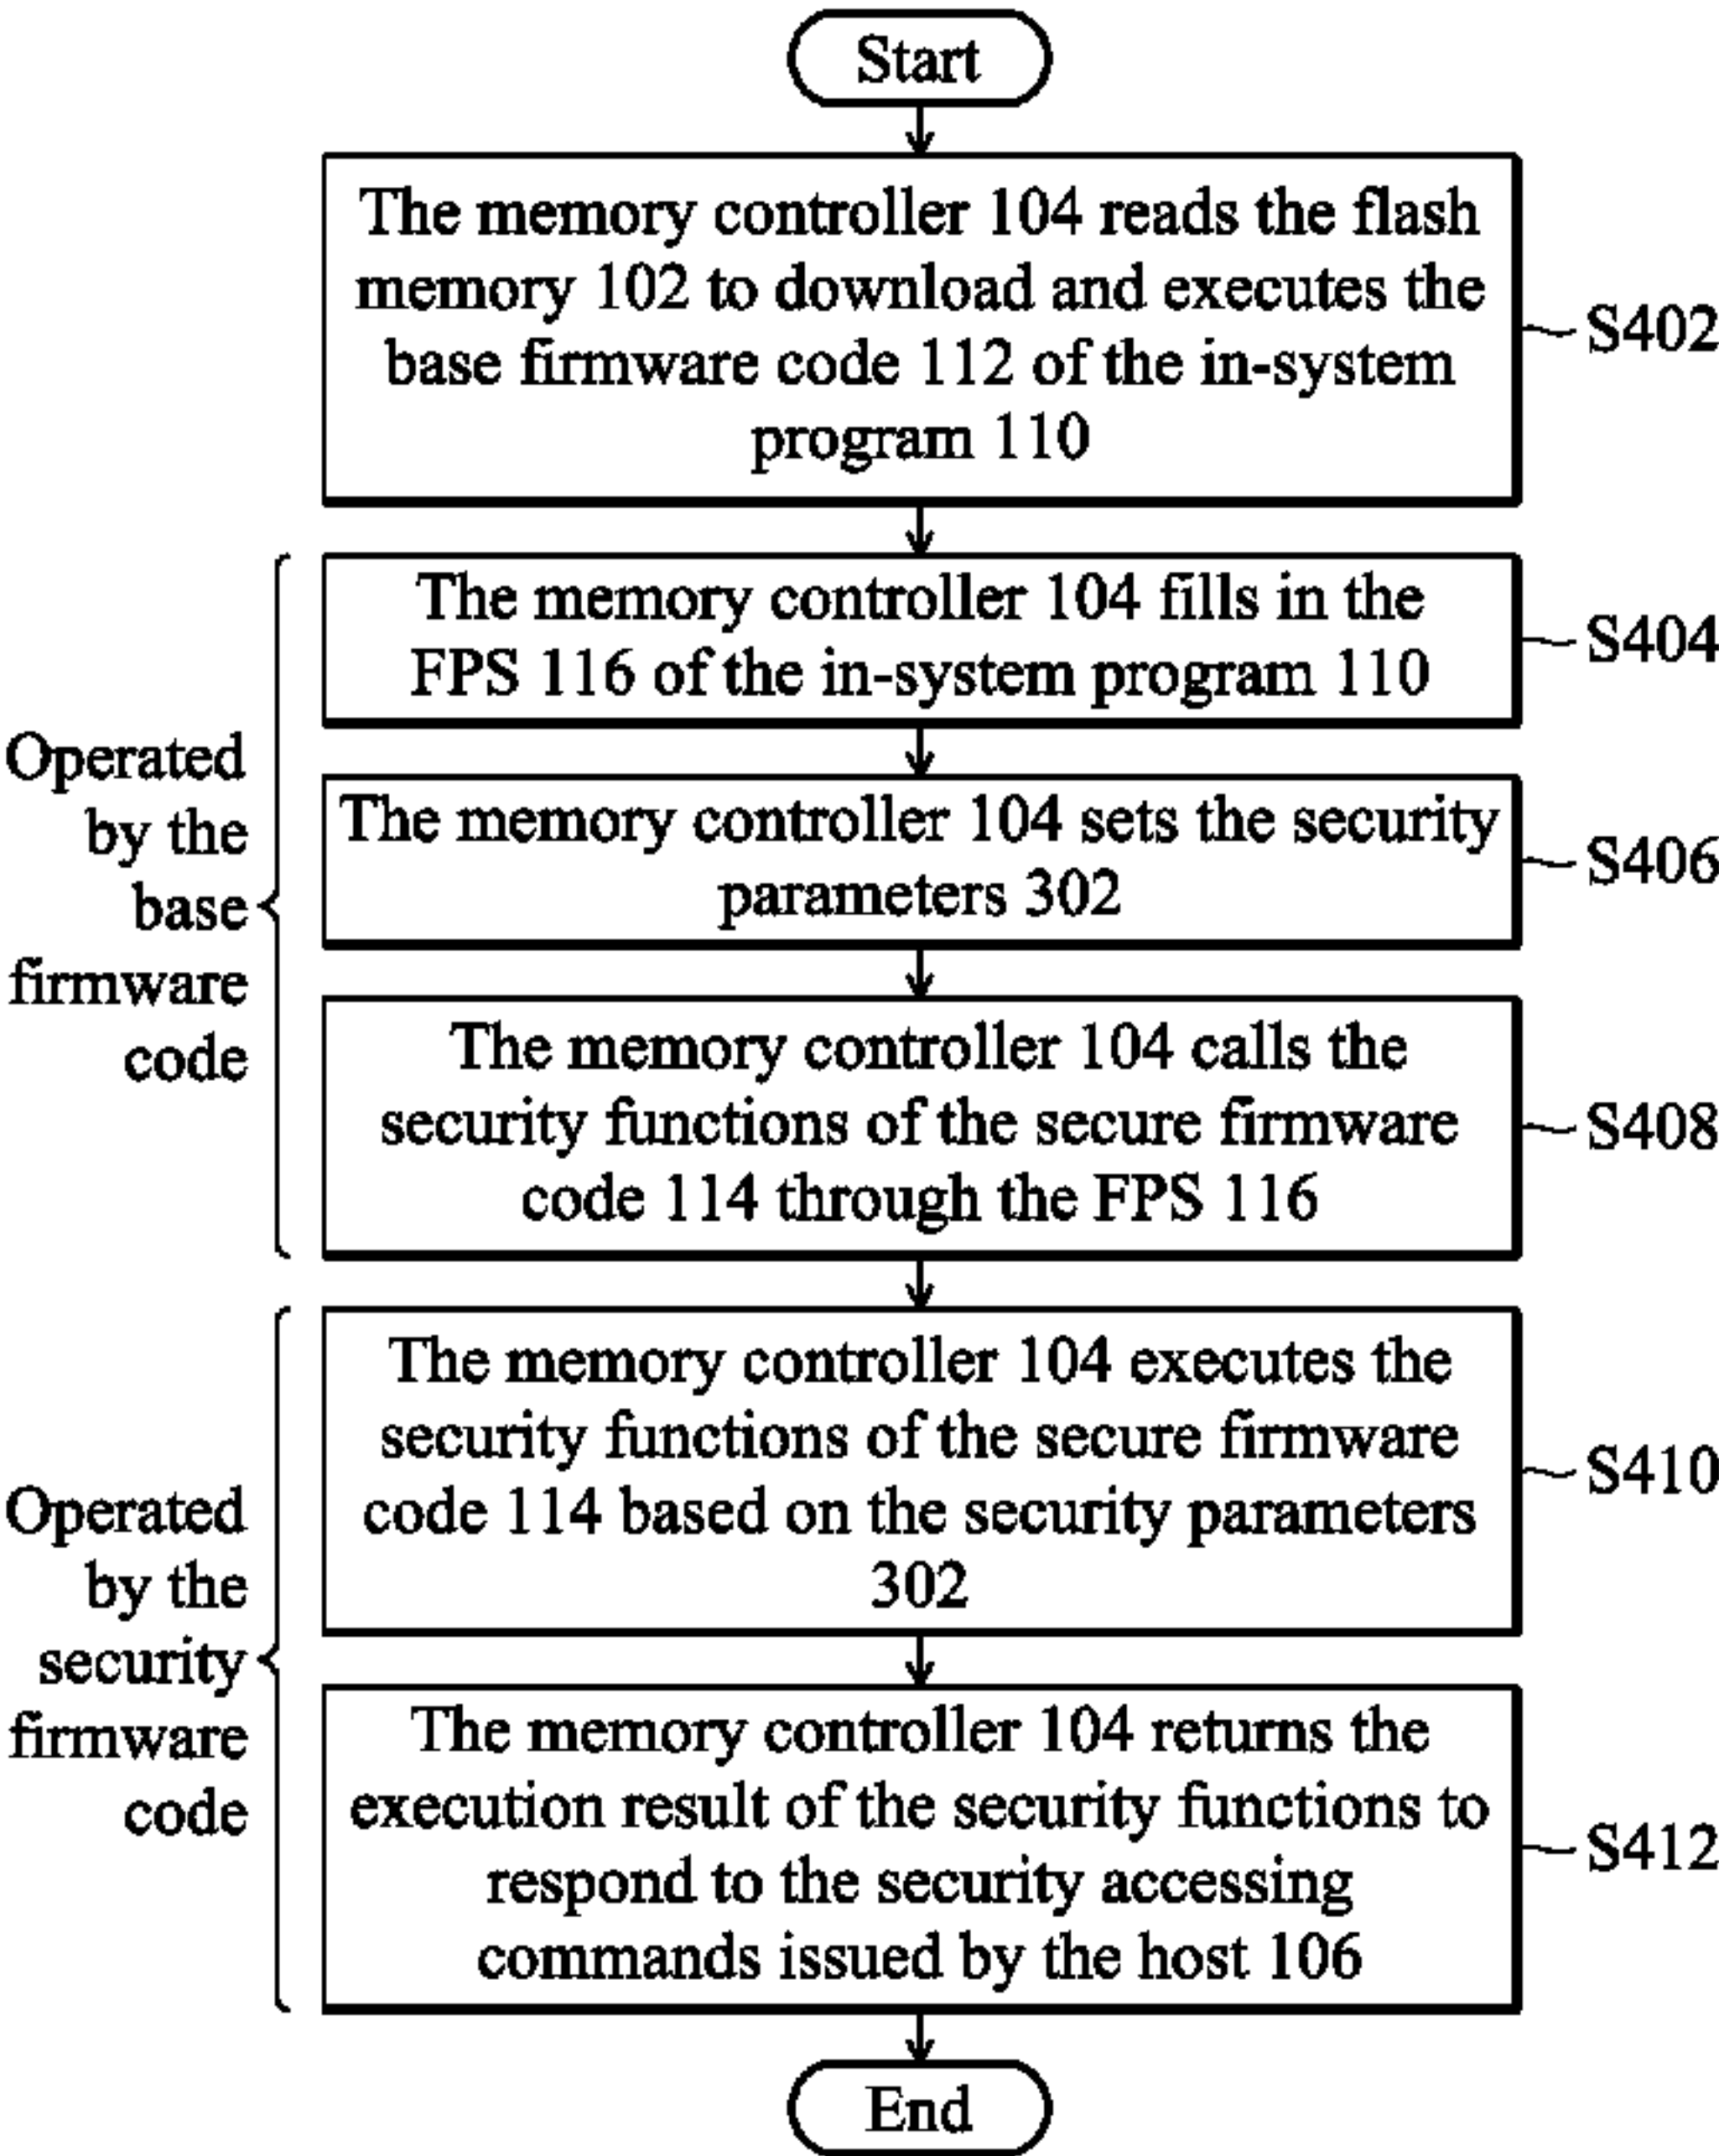 Start
The memory controller 104 reads the flash
memory 102 to download and executes the
base firmware code 112 of the in-system
program 110
S402
Operated
by the
base
firmware
code
The memory controller 104 fills in the
FPS 116 of the in-system program 110
S404
The memory controller 104 sets the security
parameters 302
S406
The memory controller 104 calls the
security functions of the secure firmware
code 114 through the FPS 116
S408
Operated
by the
security
firmware
code
The memory controller 104 executes the
security functions of the secure firmware
code 114 based on the security parameters
302
S410
The memory controller 104 returns the
execution result of the security functions to
respond to the security accessing
commands issued by the host 106
S412
End